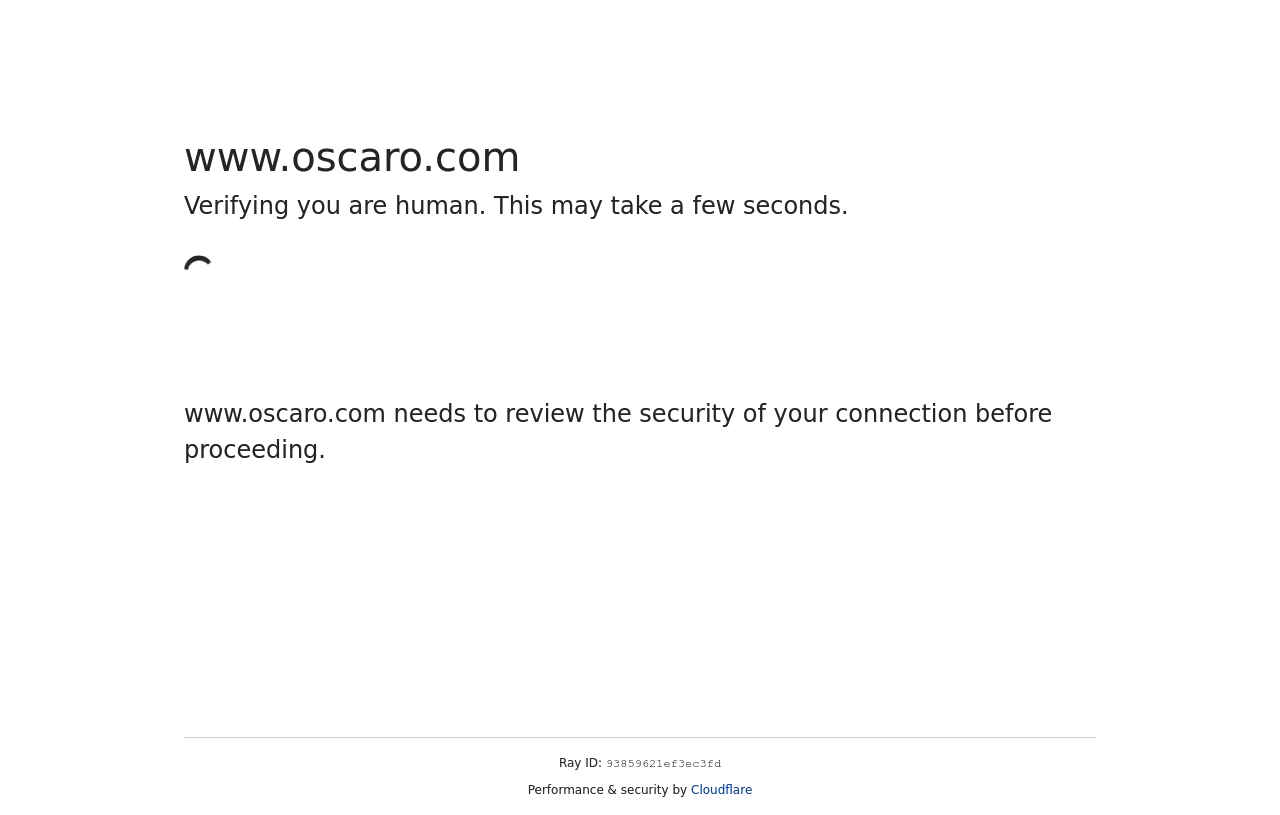 www.oscaro.com
Verifying you are human. This may take a few seconds.
www.oscaro.com needs to review the security of your connection before
proceeding.
Ray ID: 93859621ef3ec3fd
Performance & security by Cloudflare